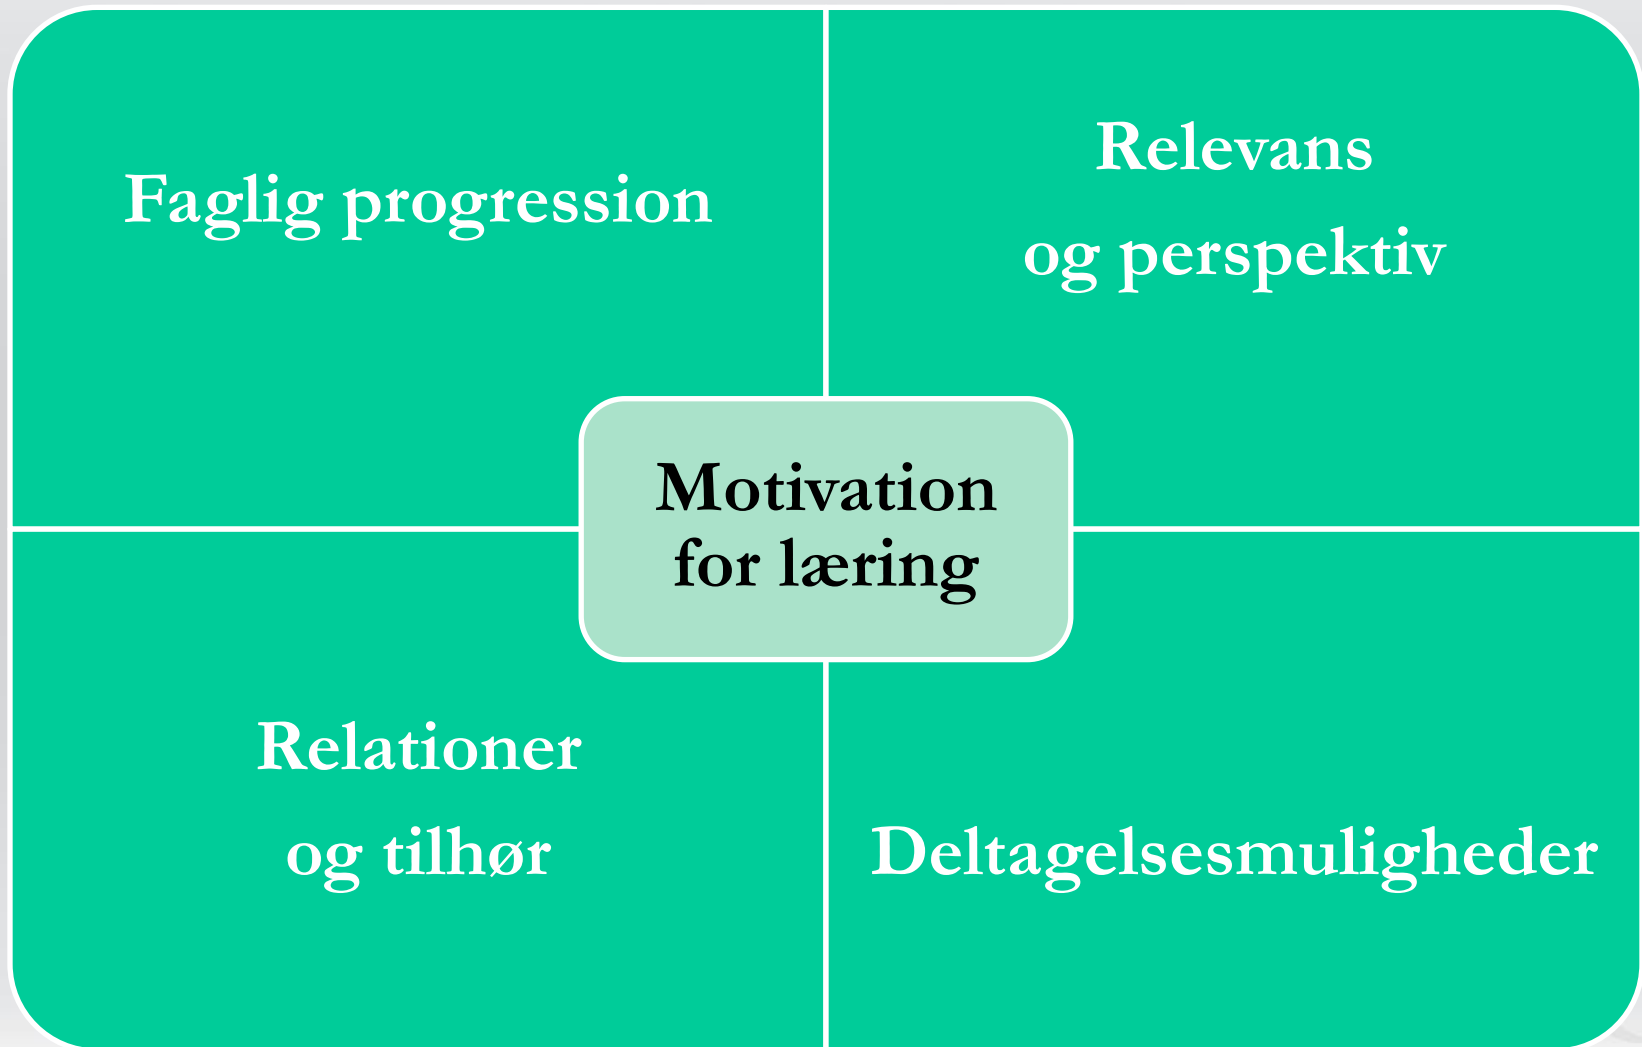 Faglig progression
Relevans
og perspektiv
Motivation
for læring
Relationer
og tilhør
Deltagelsesmuligheder